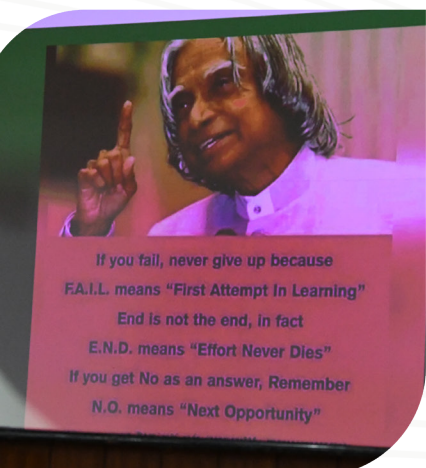 If you fail, never give up because
F.A.I.L. means "First Attempt In Learning"
End is not the end, in fact
E.N.D. means "Effort Never Dies"
If you get No as an answer, Remember
N.O. means "Next Opportunity"